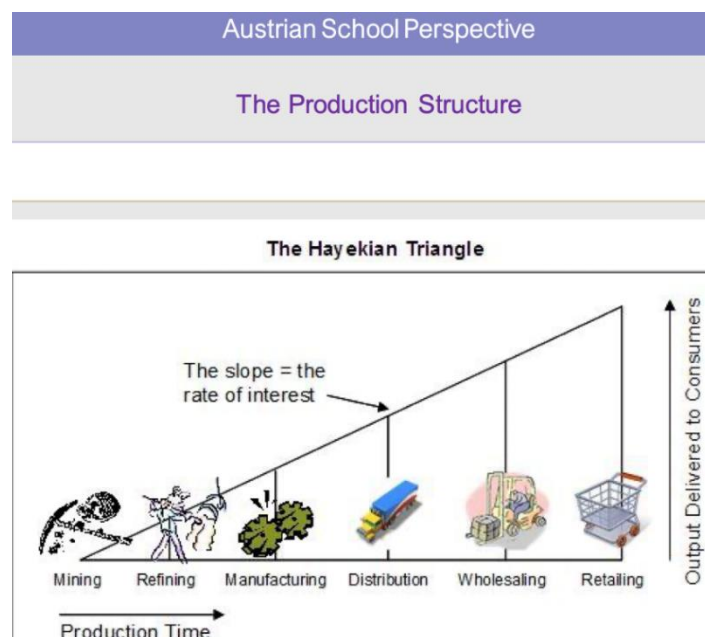 Austrian School Perspective
The Production Structure
The Hayekian Triangle
The slope = the
rate of interest
Output Delivered to Consumers
Mining Refining Manufacturing Distribution Wholesaling Retailing
Production Time